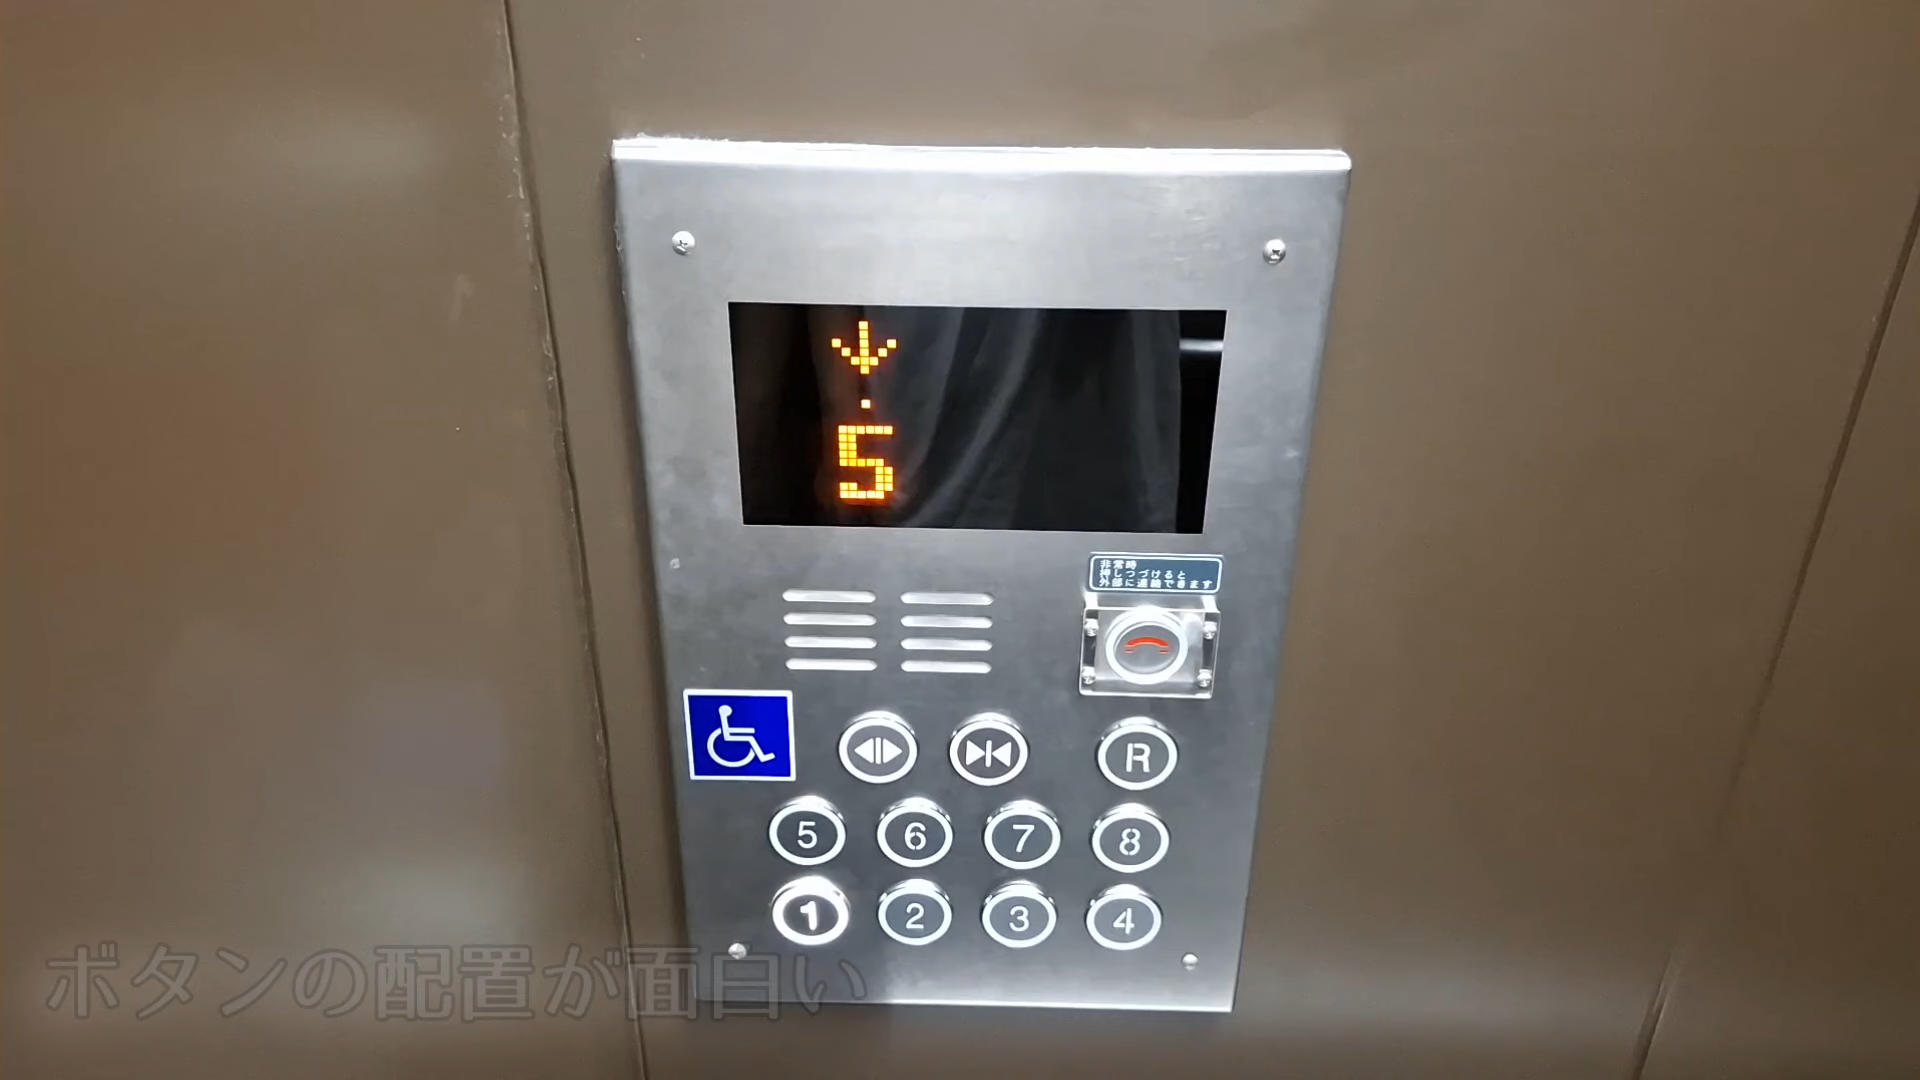 5
非常時
押しつづけると
外部に連絡できます
R
5 6 7 8
1 2 3 4
ボタンの配置が面白い